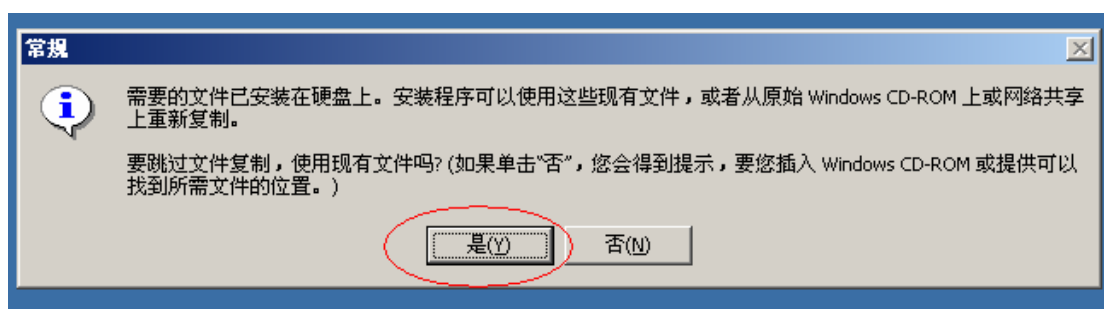 常规
需要的文件已安装在硬盘上。安装程序可以使用这些现有文件，或者从原始 Windows CD-ROM 上或网络共享
上重新复制。
要跳过文件复制，使用现有文件吗? (如果单击“否”，您会得到提示，要您插入 Windows CD-ROM 或提供可以
找到所需文件的位置。)
是(Y) 否(N)